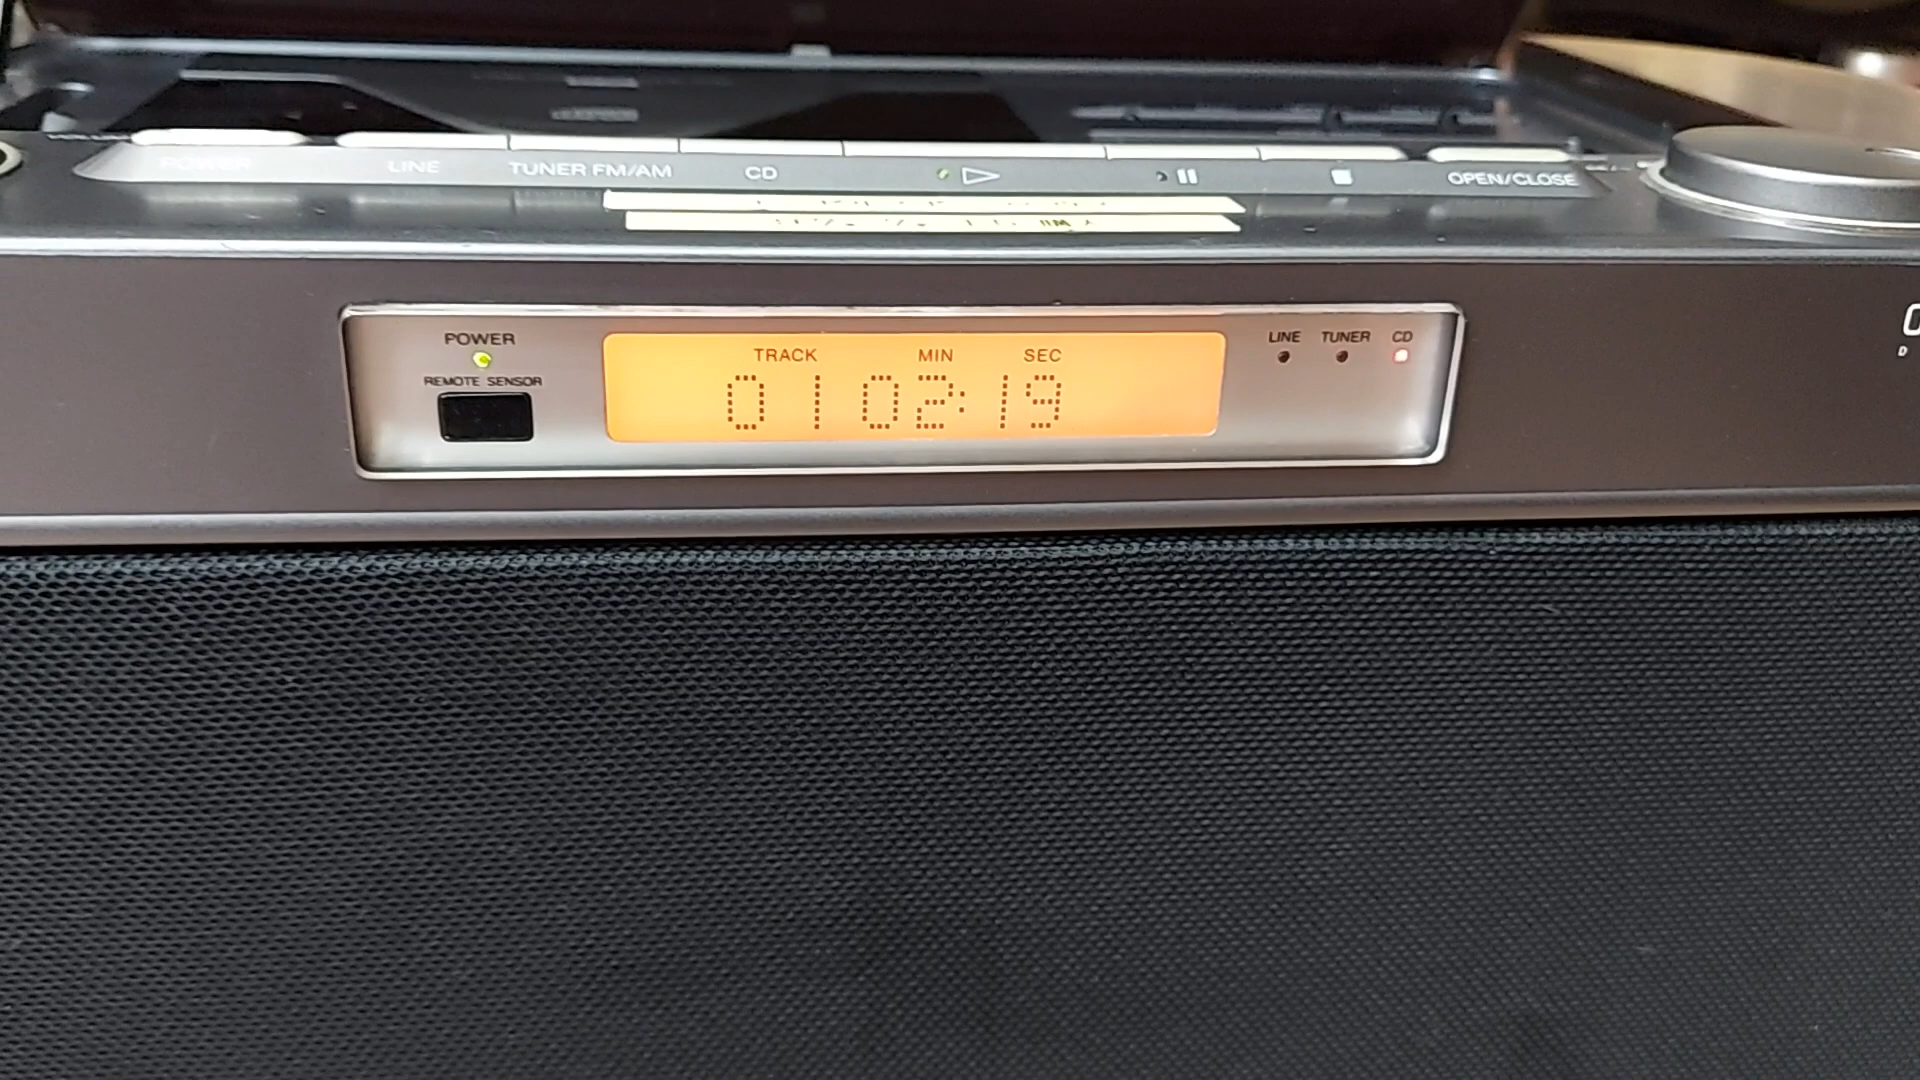 POWER LINE TUNER FM/AM CD OPEN/CLOSE
POWER
REMOTE SENSOR
TRACK MIN SEC
01 02:19
LINE TUNER CD